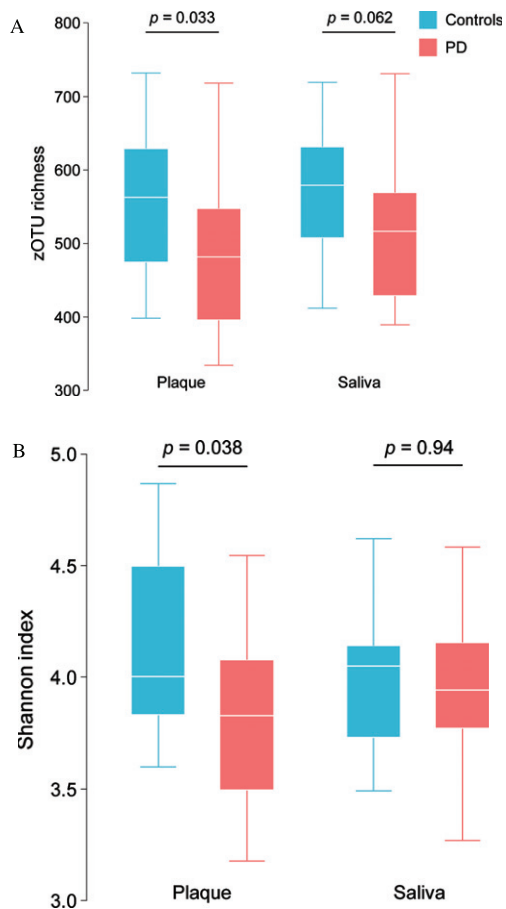 A
p = 0.033
p = 0.062
Controls
PD
zOTU richness
800
700
600
500
400
300
Plaque
Saliva
B
p = 0.038
p = 0.94
Shannon index
5.0
4.5
4.0
3.5
3.0
Plaque
Saliva